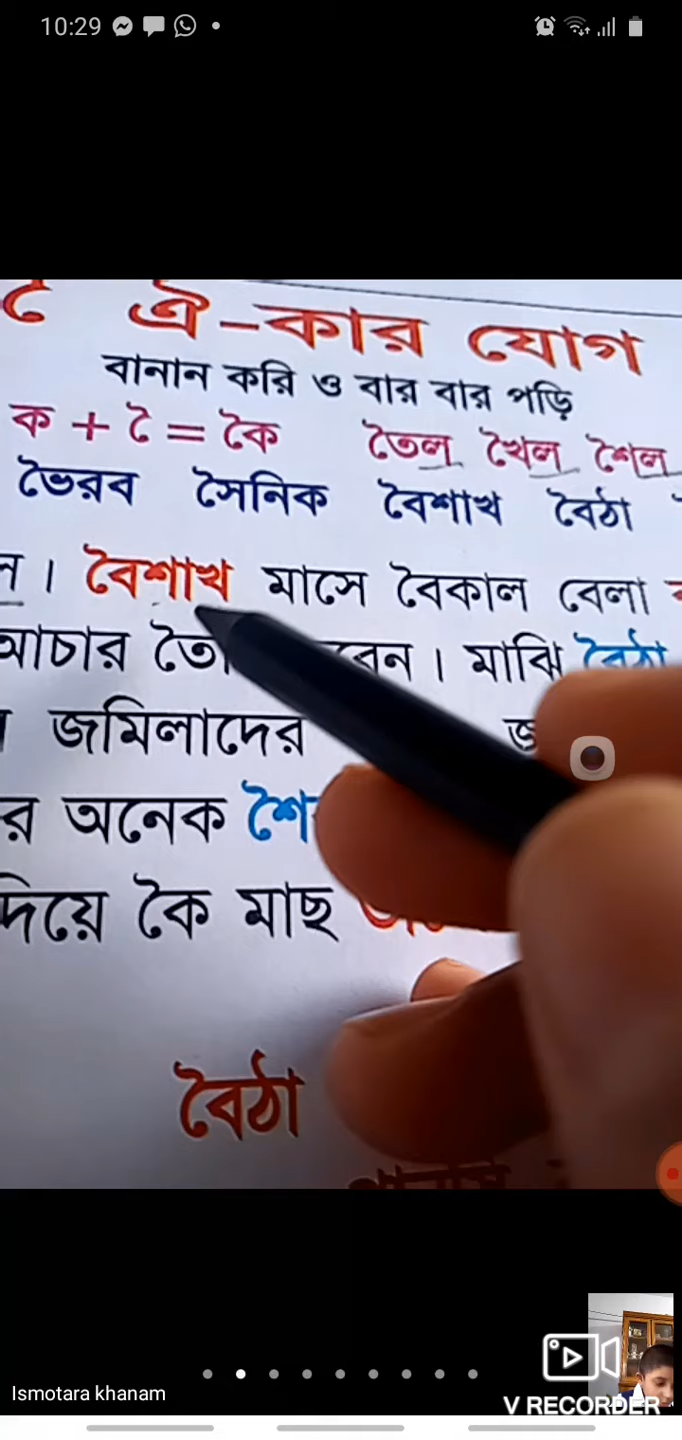 10:29
ৈ ঐ-কার যোগ
বানান করি ও বার বার পড়ি
ক + ৈ = কৈ তৈল খৈল শৈল
ভৈরব সৈনিক বৈশাখ বৈঠা
ন। বৈশাখ মাসে বৈকাল বেলা
আচার বেন। মাঝি বৈঠা
জমিলাদের
র অনেক
দিয়ে কৈ মাছ
বৈঠা
Ismotara khanam
V RECORDER